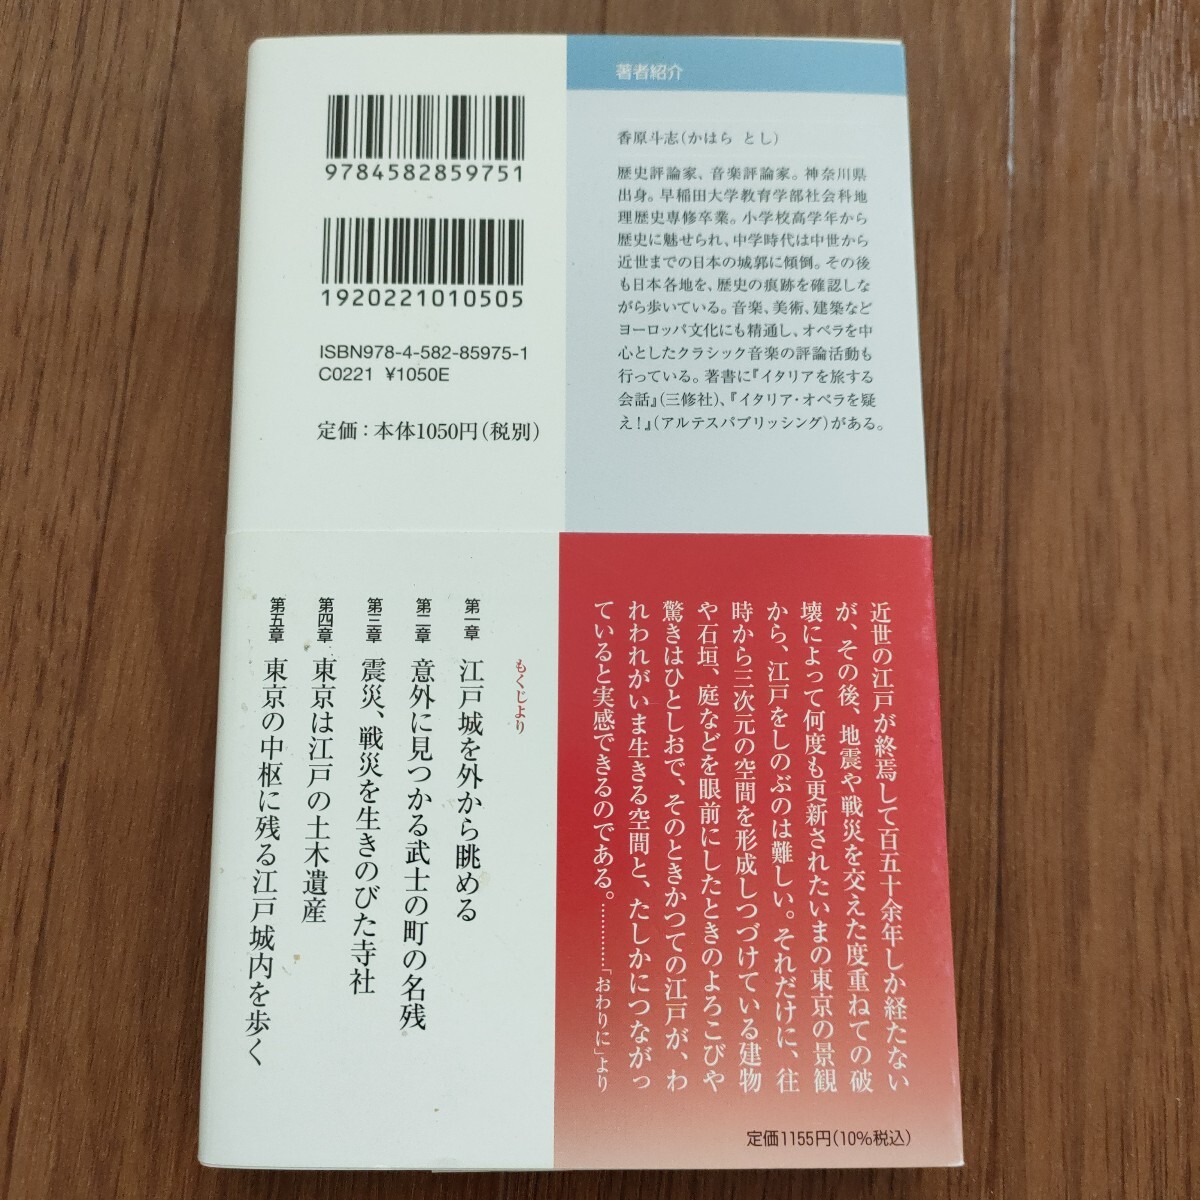 9784582859751
1920221010505
ISBN978-4-582-85975-1
C0221 ¥1050E
定価：本体1050円（税別）
著者紹介
香原斗志（かはら とし）
歴史評論家、音楽評論家。神奈川県
出身。早稲田大学教育学部社会科地
理歴史専修卒業。小学校高学年から
歴史に魅せられ、中学時代は中世から
近世までの日本の城郭に傾倒。その後
も日本各地を、歴史の痕跡を確認しな
がら歩いている。音楽、美術、建築など
ヨーロッパ文化にも精通し、オペラを中
心としたクラシック音楽の評論活動も
行っている。著書に『イタリアを旅する
会話』（三修社）、『イタリア・オペラを疑
え！』（アルテスパブリッシング）がある。
近世の江戸が終焉して百五十余年しか経たない
が、その後、地震や戦災を交えた度重ねての破
壊によって何度も更新されたいまの東京の景観
から、江戸をしのぶのは難しい。それだけに、往
時から三次元の空間を形成しつづけている建物
や石垣、庭などを眼前にしたときのよろこびや
驚きはひとしおで、そのときかつての江戸が、わ
れわれがいま生きる空間と、たしかにつながっ
ていると実感できるのである。…………「おわりに」より
定価1155円（10%税込）
もくじより
第一章 江戸城を外から眺める
第二章 意外に見つかる武士の町の名残
第三章 震災、戦災を生きのびた寺社
第四章 東京は江戸の土木遺産
第五章 東京の中枢に残る江戸城内を歩く